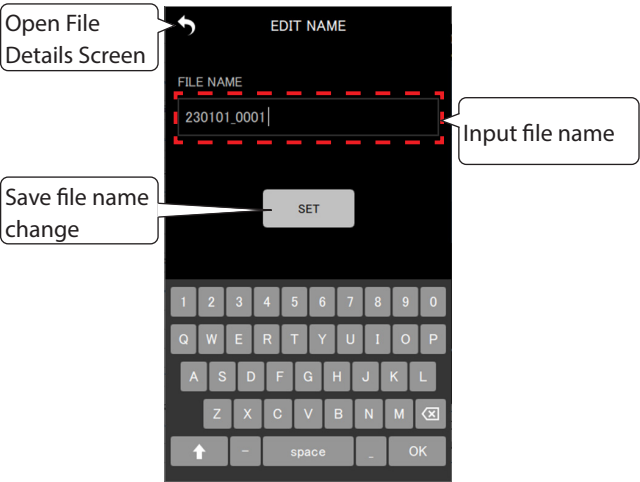 Open File
Details Screen
EDIT NAME
FILE NAME
230101_0001
Input file name
Save file name
change
SET
1 2 3 4 5 6 7 8 9 0
Q W E R T Y U I O P
A S D F G H J K L
Z X C V B N M
- space _ OK